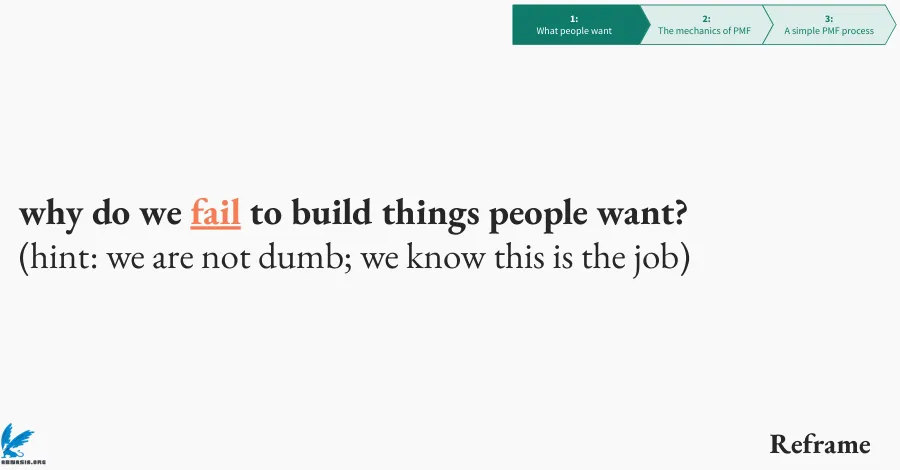 1:
What people want
2:
The mechanics of PMF
3:
A simple PMF process
why do we fail to build things people want?
(hint: we are not dumb; we know this is the job)
Reframe